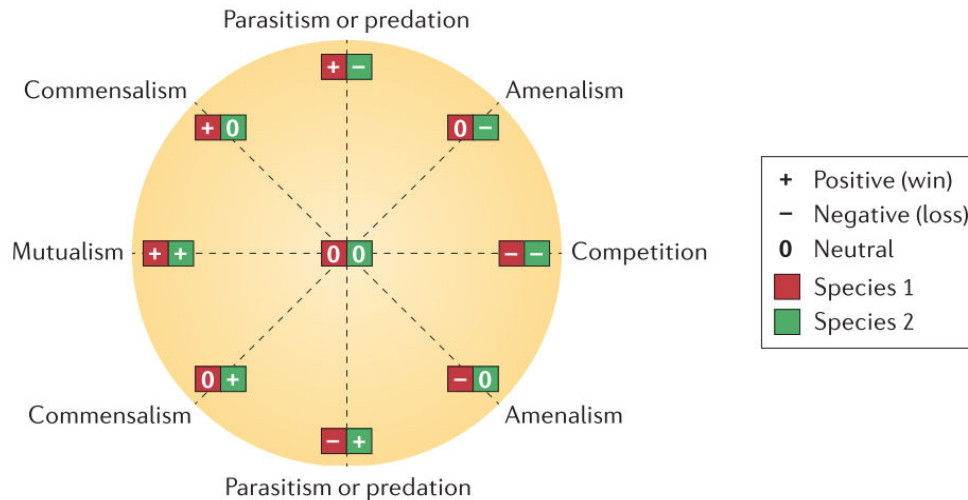 Parasitism or predation
+ −
Commensalism
Amenalism
+ 0
0 −
Mutualism
+ +
0 0
− −
Competition
0 +
− 0
Commensalism
Amenalism
− +
Parasitism or predation
+ Positive (win)
− Negative (loss)
0 Neutral
Species 1
Species 2